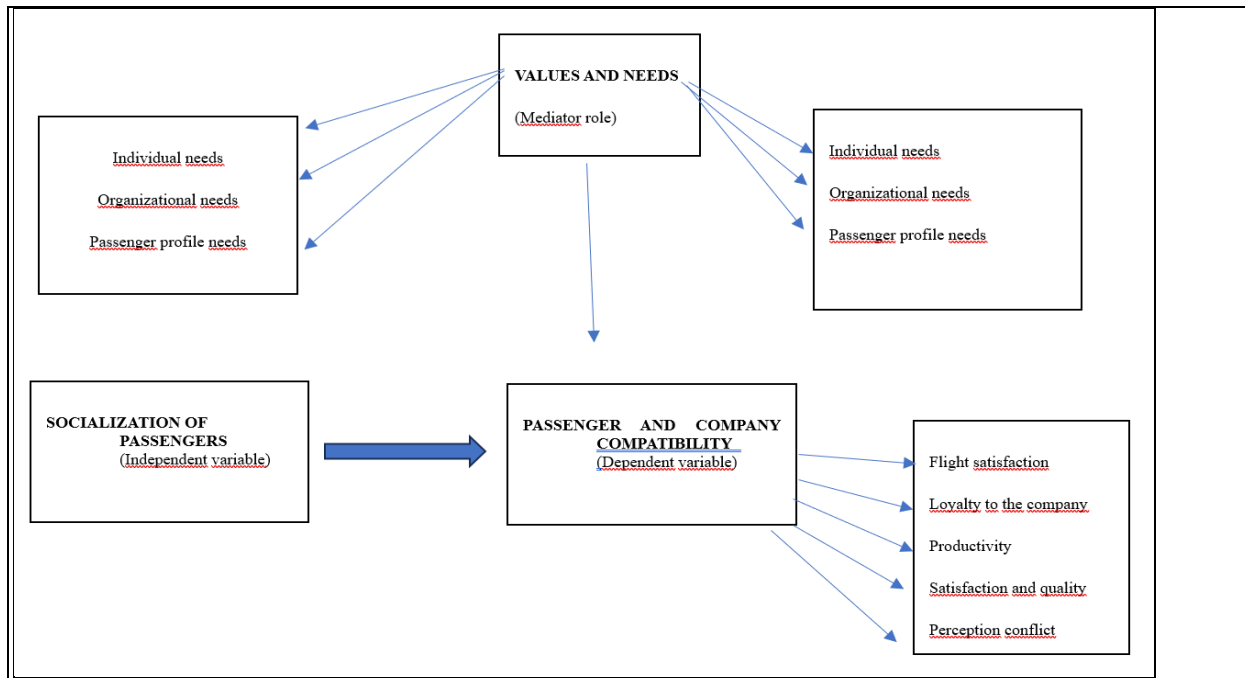 VALUES AND NEEDS
(Mediator role)
Individual needs
Organizational needs
Passenger profile needs
Individual needs
Organizational needs
Passenger profile needs
SOCIALIZATION OF
PASSENGERS
(Independent variable)
PASSENGER AND COMPANY
COMPATIBILITY
(Dependent variable)
Flight satisfaction
Loyalty to the company
Productivity
Satisfaction and quality
Perception conflict